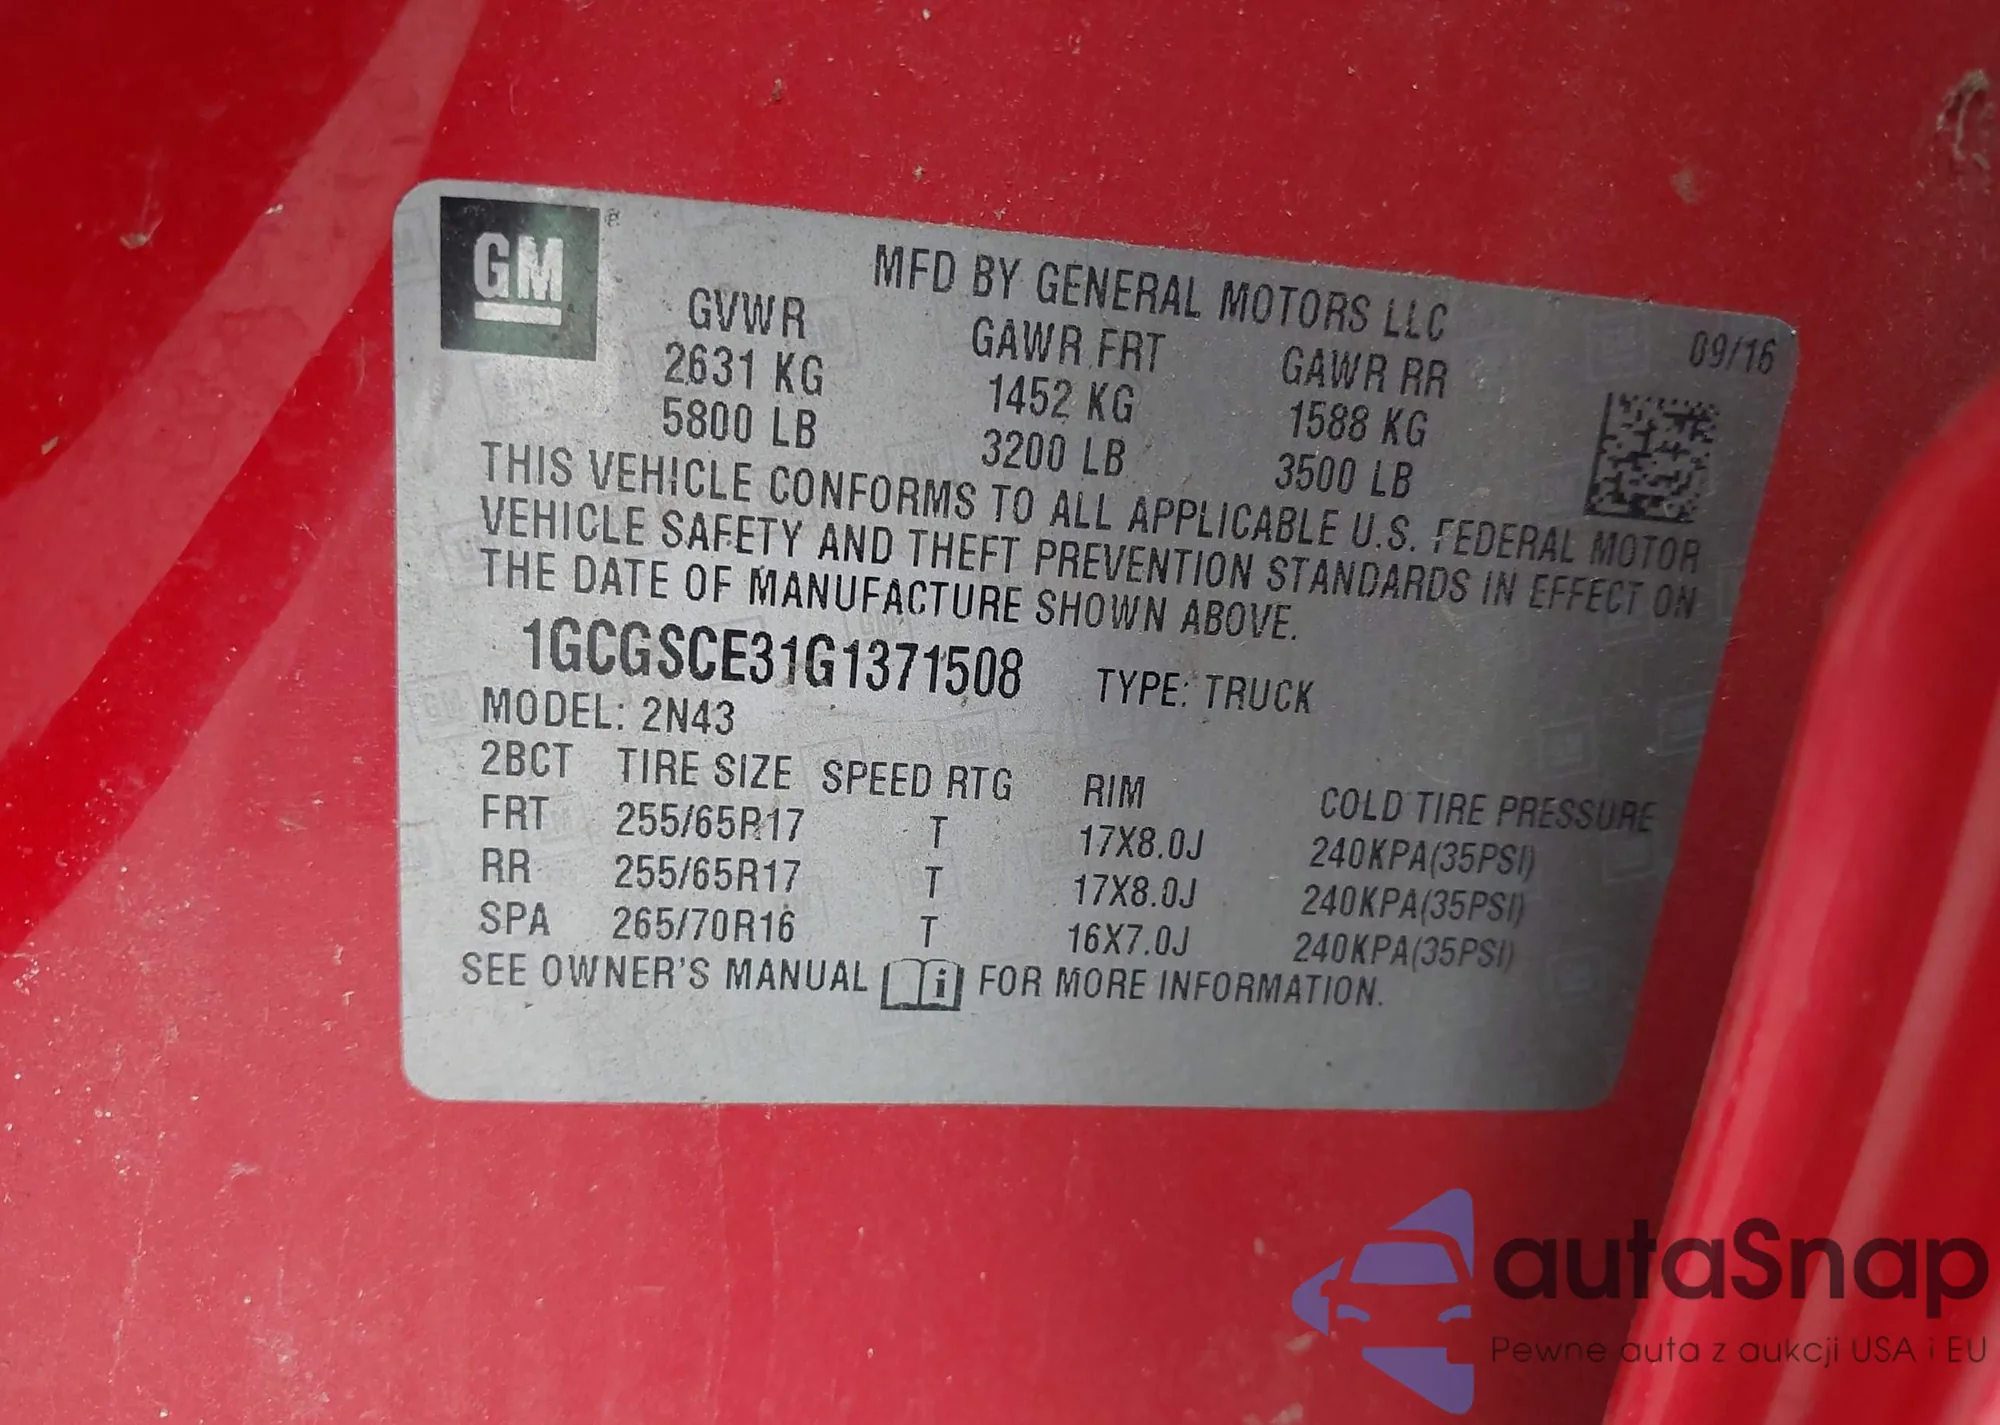 GM
MFD BY GENERAL MOTORS LLC
09/16
GVWR GAWR FRT GAWR RR
2631 KG 1452 KG 1588 KG
5800 LB 3200 LB 3500 LB
THIS VEHICLE CONFORMS TO ALL APPLICABLE U.S. FEDERAL MOTOR
VEHICLE SAFETY AND THEFT PREVENTION STANDARDS IN EFFECT ON
THE DATE OF MANUFACTURE SHOWN ABOVE.
1GCGSCE31G1371508 TYPE: TRUCK
MODEL: 2N43
2BCT TIRE SIZE SPEED RTG RIM COLD TIRE PRESSURE
FRT 255/65R17 T 17X8.0J 240KPA(35PSI)
RR 255/65R17 T 17X8.0J 240KPA(35PSI)
SPA 265/70R16 T 16X7.0J 240KPA(35PSI)
SEE OWNER'S MANUAL i FOR MORE INFORMATION.
autaSnap
Pewne auta z aukcji USA i EU